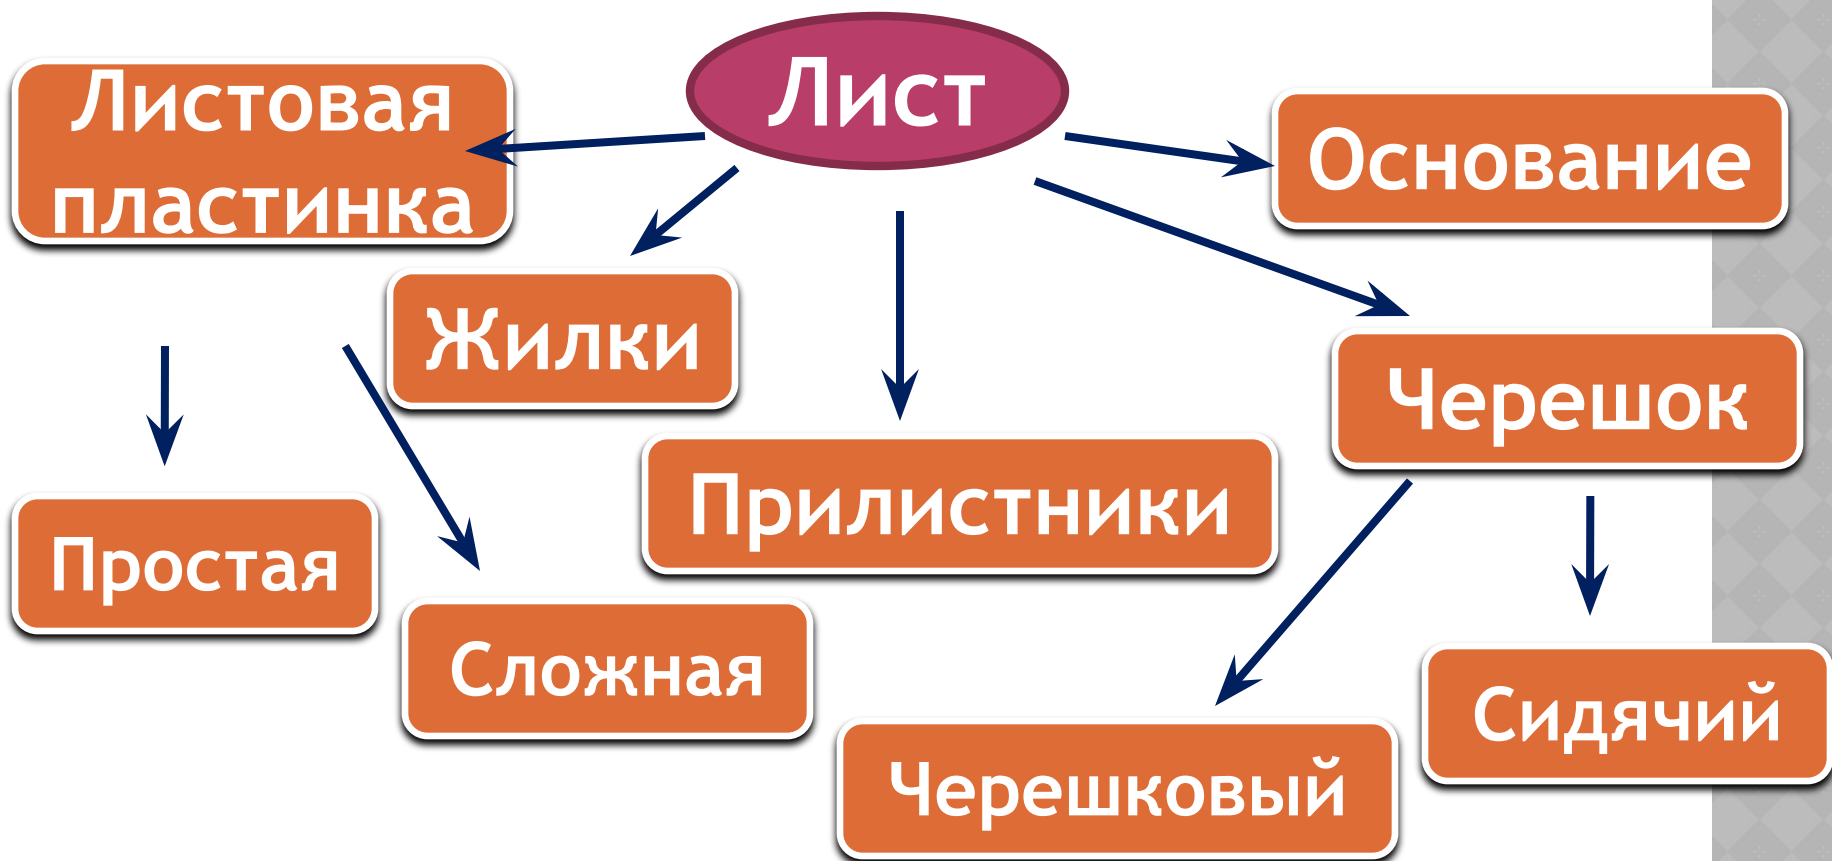 Лист
Листовая
пластинка
Основание
Жилки
Черешок
Прилистники
Простая
Сложная
Сидячий
Черешковый